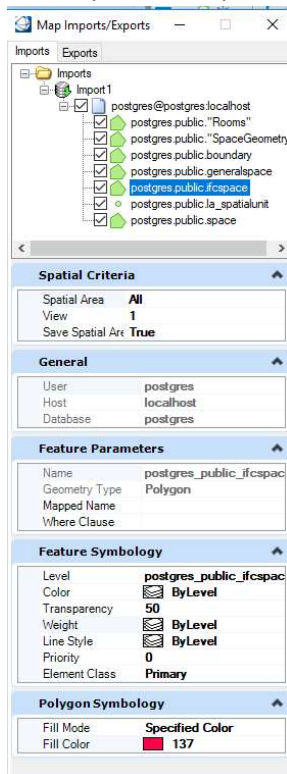 Map Imports/Exports
Imports Exports
Imports
Import1
postgres@postgres:localhost
postgres.public."Rooms"
postgres.public."SpaceGeometry
postgres.public.boundary
postgres.public.generalspace
postgres.public.ifcspace
postgres.public.la_spatialunit
postgres.public.space
Spatial Criteria
Spatial Area All
View 1
Save Spatial Are True
General
User postgres
Host localhost
Database postgres
Feature Parameters
Name postgres_public_ifcspac
Geometry Type Polygon
Mapped Name
Where Clause
Feature Symbology
Level postgres_public_ifcspac
Color ByLevel
Transparency 50
Weight ByLevel
Line Style ByLevel
Priority 0
Element Class Primary
Polygon Symbology
Fill Mode Specified Color
Fill Color 137